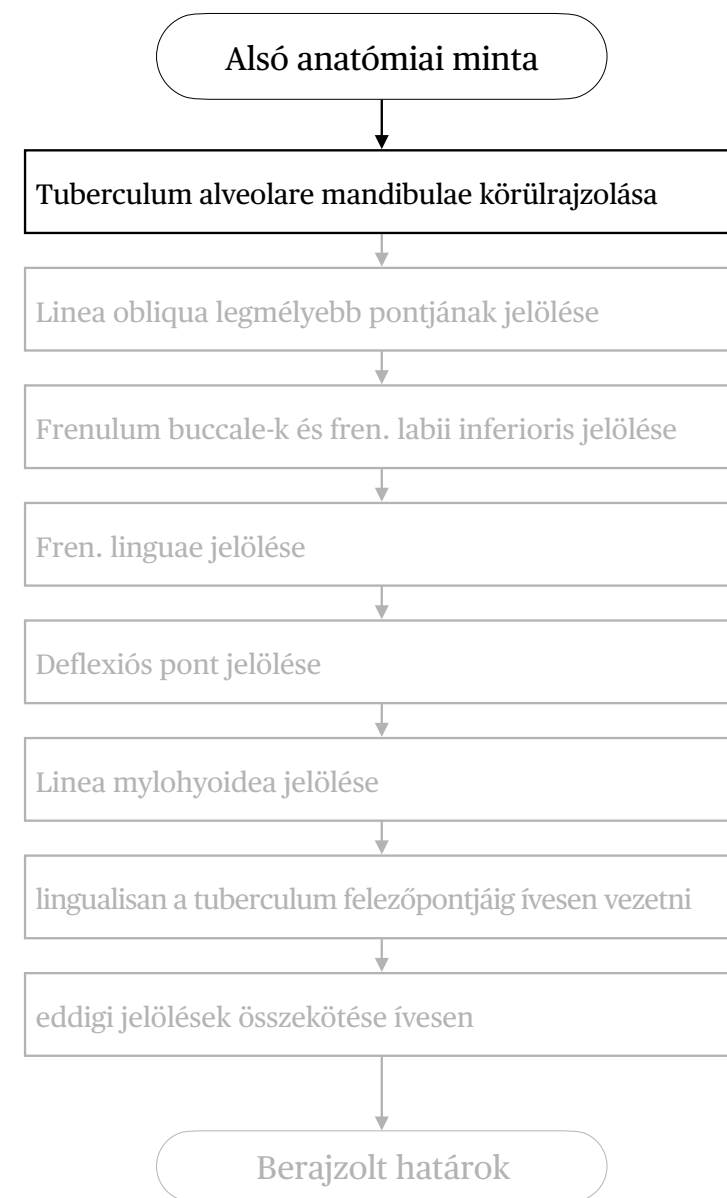 Alsó anatómiai minta
Tuberculum alveolare mandibulae körülrajzolása
Linea obliqua legmélyebb pontjának jelölése
Frenulum buccale-k és fren. labii inferioris jelölése
Fren. linguae jelölése
Deflexiós pont jelölése
Linea mylohyoidea jelölése
lingualisan a tuberculum felezőpontjáig ívesen vezetni
eddigi jelölések összekötése ívesen
Berajzolt határok